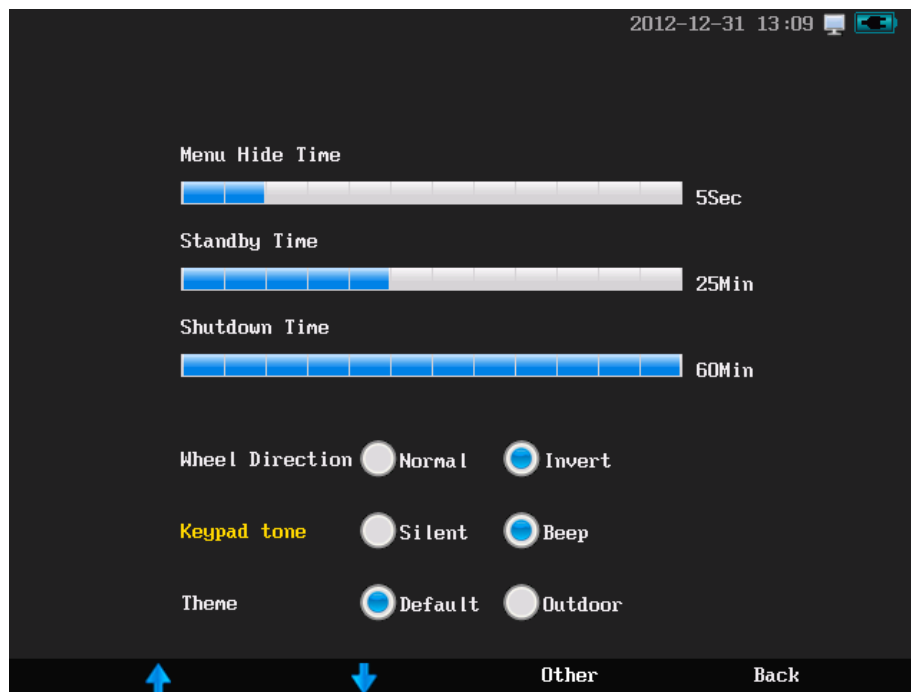 2012-12-31 13:09
Menu Hide Time
5Sec
Standby Time
25Min
Shutdown Time
60Min
Wheel Direction Normal Invert
Keypad tone Silent Beep
Theme Default Outdoor
Other Back